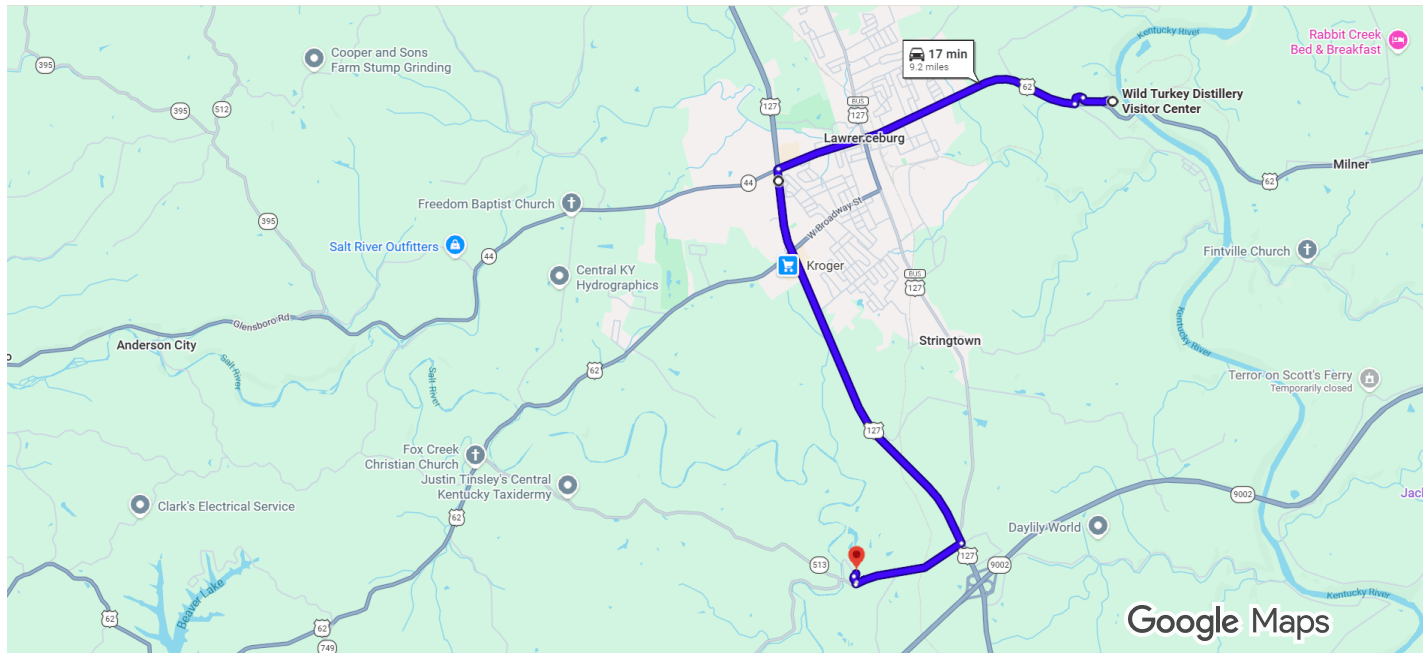 Kentucky River
Rabbit Creek
Bed & Breakfast
Cooper and Sons
Farm Stump Grinding
395
17 min
9.2 miles
62
Wild Turkey Distillery
Visitor Center
512
127
BUS
127
395
Lawrenceburg
Milner
44
62
Freedom Baptist Church
W Broadway St
395
Salt River Outfitters
44
Fintville Church
Kroger
Central KY
Hydrographics
BUS
127
Glensboro Rd
Kentucky River
Anderson City
o
Stringtown
Salt River
Salt River
62
Terror on Scott's Ferry
Temporarily closed
127
Fox Creek
Christian Church
Justin Tinsley's Central
Kentucky Taxidermy
9002
Jac
Clark's Electrical Service
62
Daylily World
127
513
9002
Beaver Lake
Kentucky River
62
62
749
Google Maps